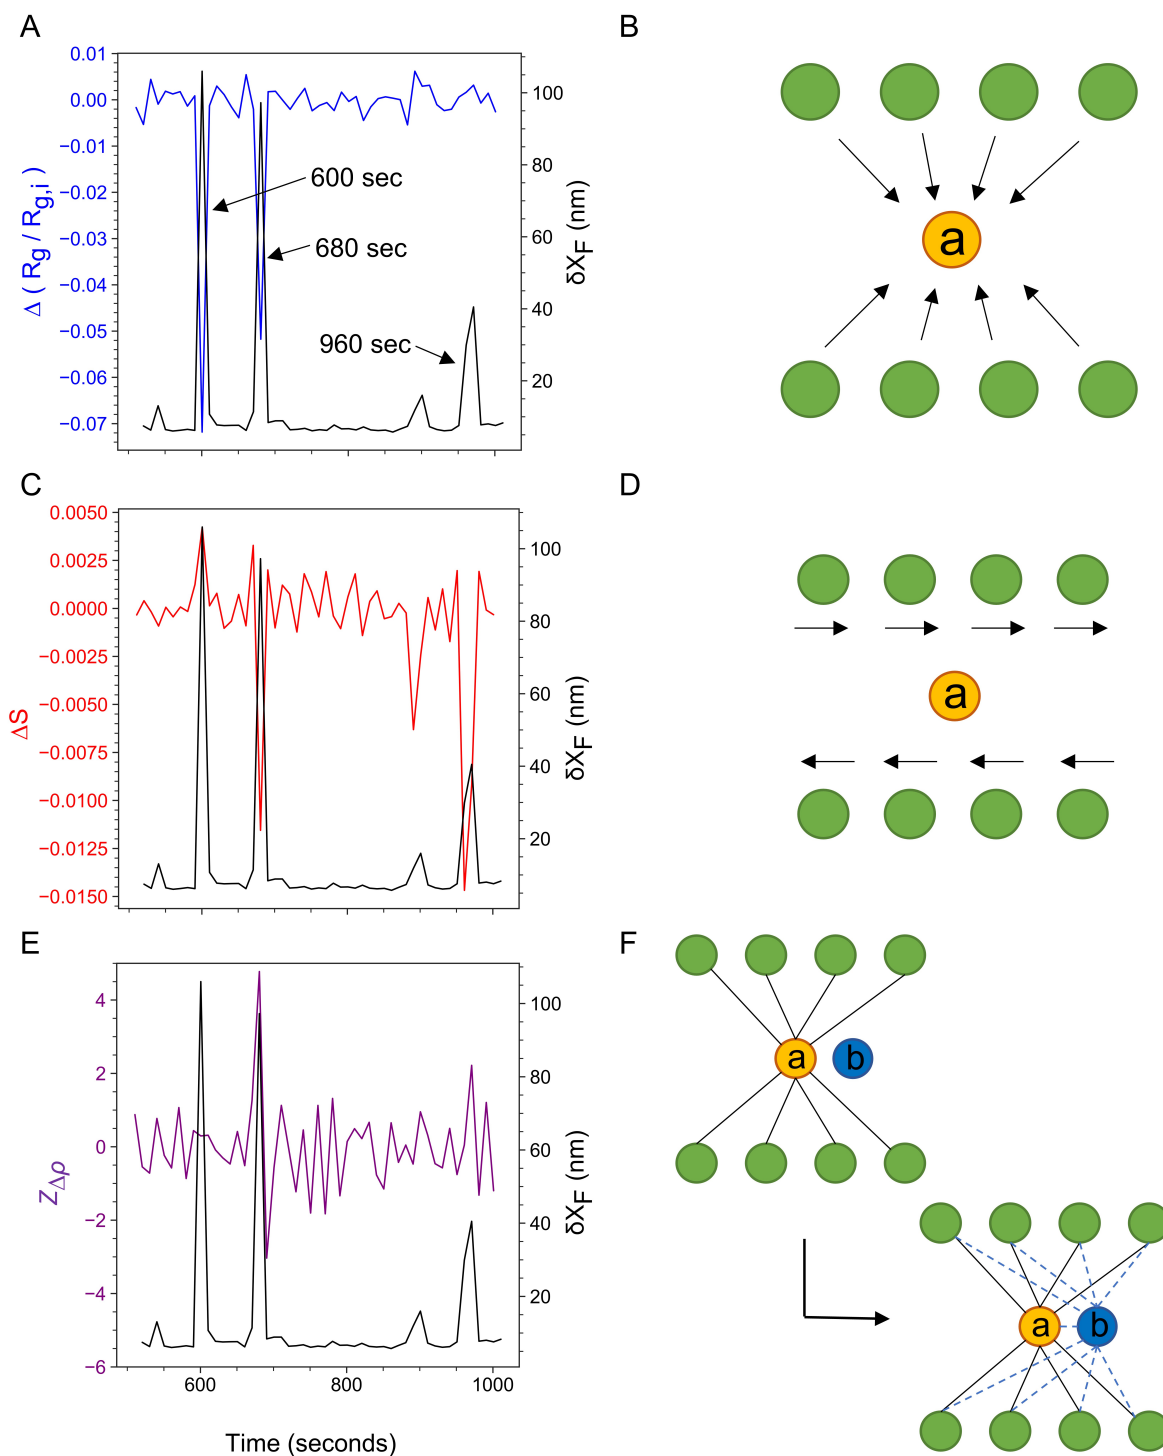 A
B
0.01
0.00
−0.01
−0.02
−0.03
−0.04
−0.05
−0.06
−0.07
Δ ( Rg / Rg,i )
600 sec
680 sec
960 sec
100
80
60
40
20
δXF (nm)
a
C
D
0.0050
0.0025
0.0000
−0.0025
−0.0050
−0.0075
−0.0100
−0.0125
−0.0150
ΔS
100
80
60
40
20
δXF (nm)
a
E
F
4
2
0
−2
−4
−6
ZΔρ
100
80
60
40
20
δXF (nm)
600 800 1000
Time (seconds)
a b
a b